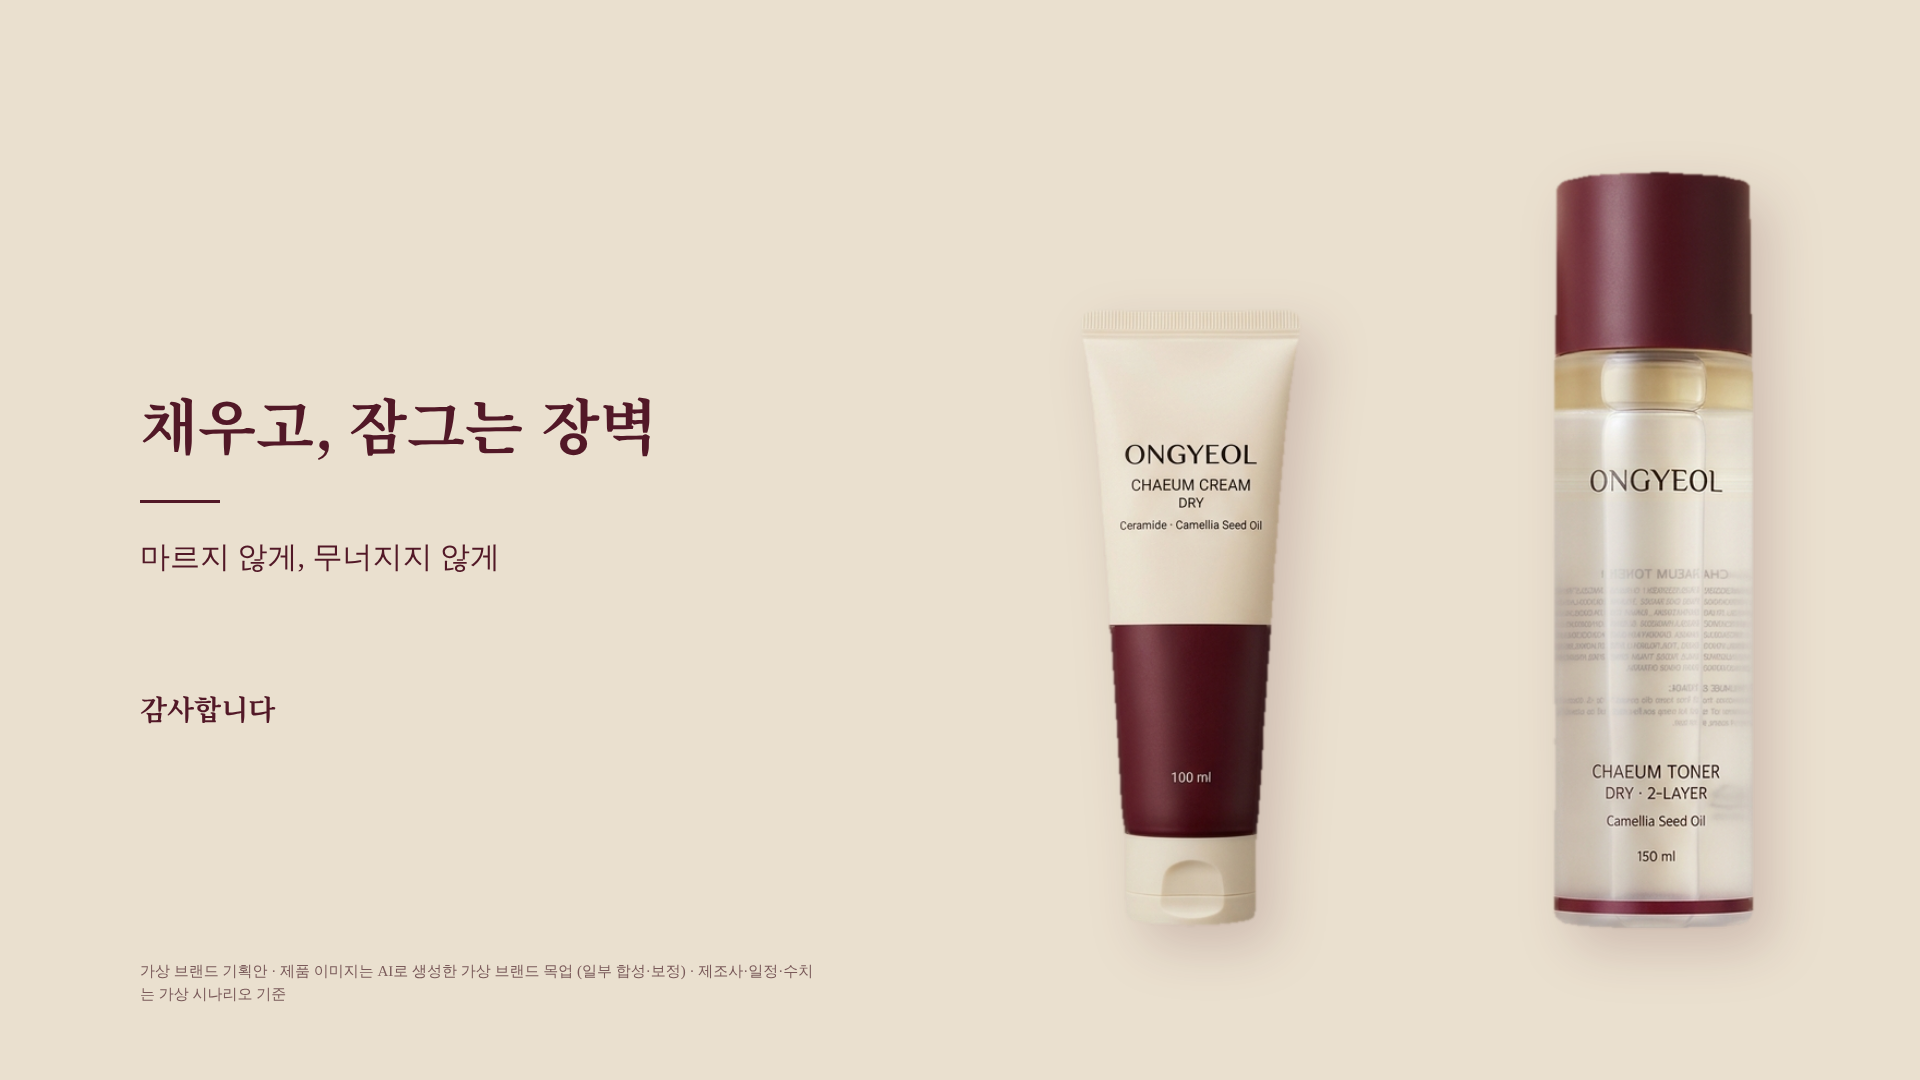 채우고, 잠그는 장벽
마르지 않게, 무너지지 않게
감사합니다
가상 브랜드 기획안 · 제품 이미지는 AI로 생성한 가상 브랜드 목업 (일부 합성·보정) · 제조사·일정·수치
는 가상 시나리오 기준
ONGYEOL
CHAEUM CREAM
DRY
Ceramide · Camellia Seed Oil
100 ml
ONGYEOL
CHAEUM TONER
DRY · 2-LAYER
Camellia Seed Oil
150 ml